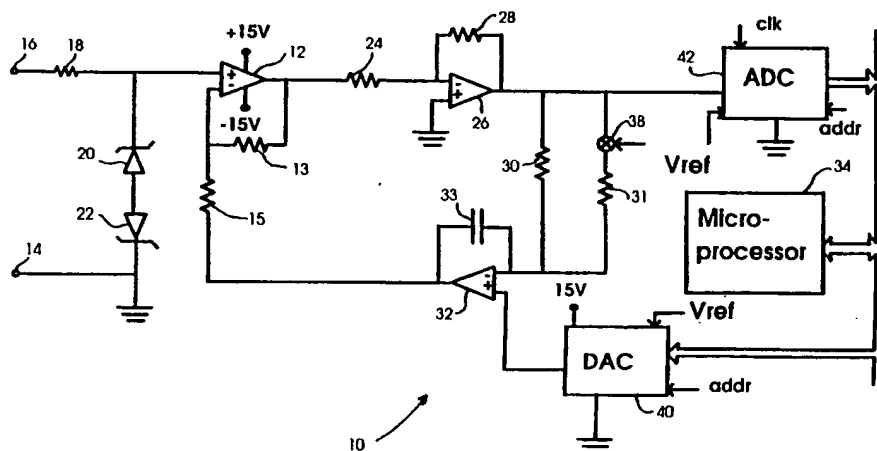 16
18
+15V
12
24
28
clk
42
ADC
20
-15V
13
26
30
38
addr
Vref
31
34
22
15
33
Micro-
processor
14
32
15V
Vref
DAC
addr
40
10